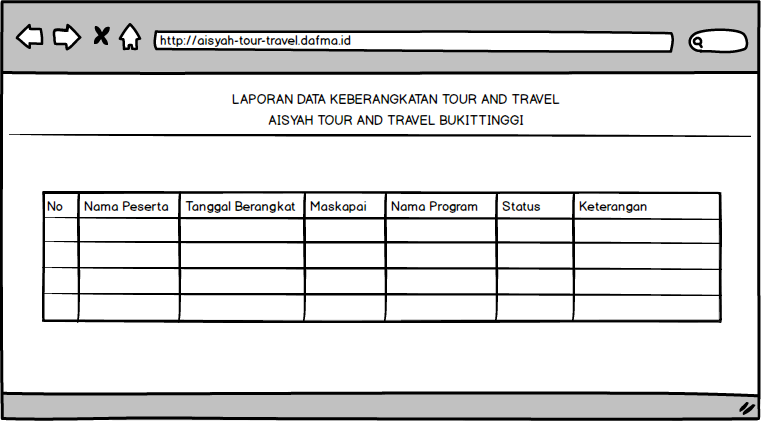 http://aisyah-tour-travel.dafma.id
LAPORAN DATA KEBERANGKATAN TOUR AND TRAVEL
AISYAH TOUR AND TRAVEL BUKITTINGGI
No Nama Peserta Tanggal Berangkat Maskapai Nama Program Status Keterangan